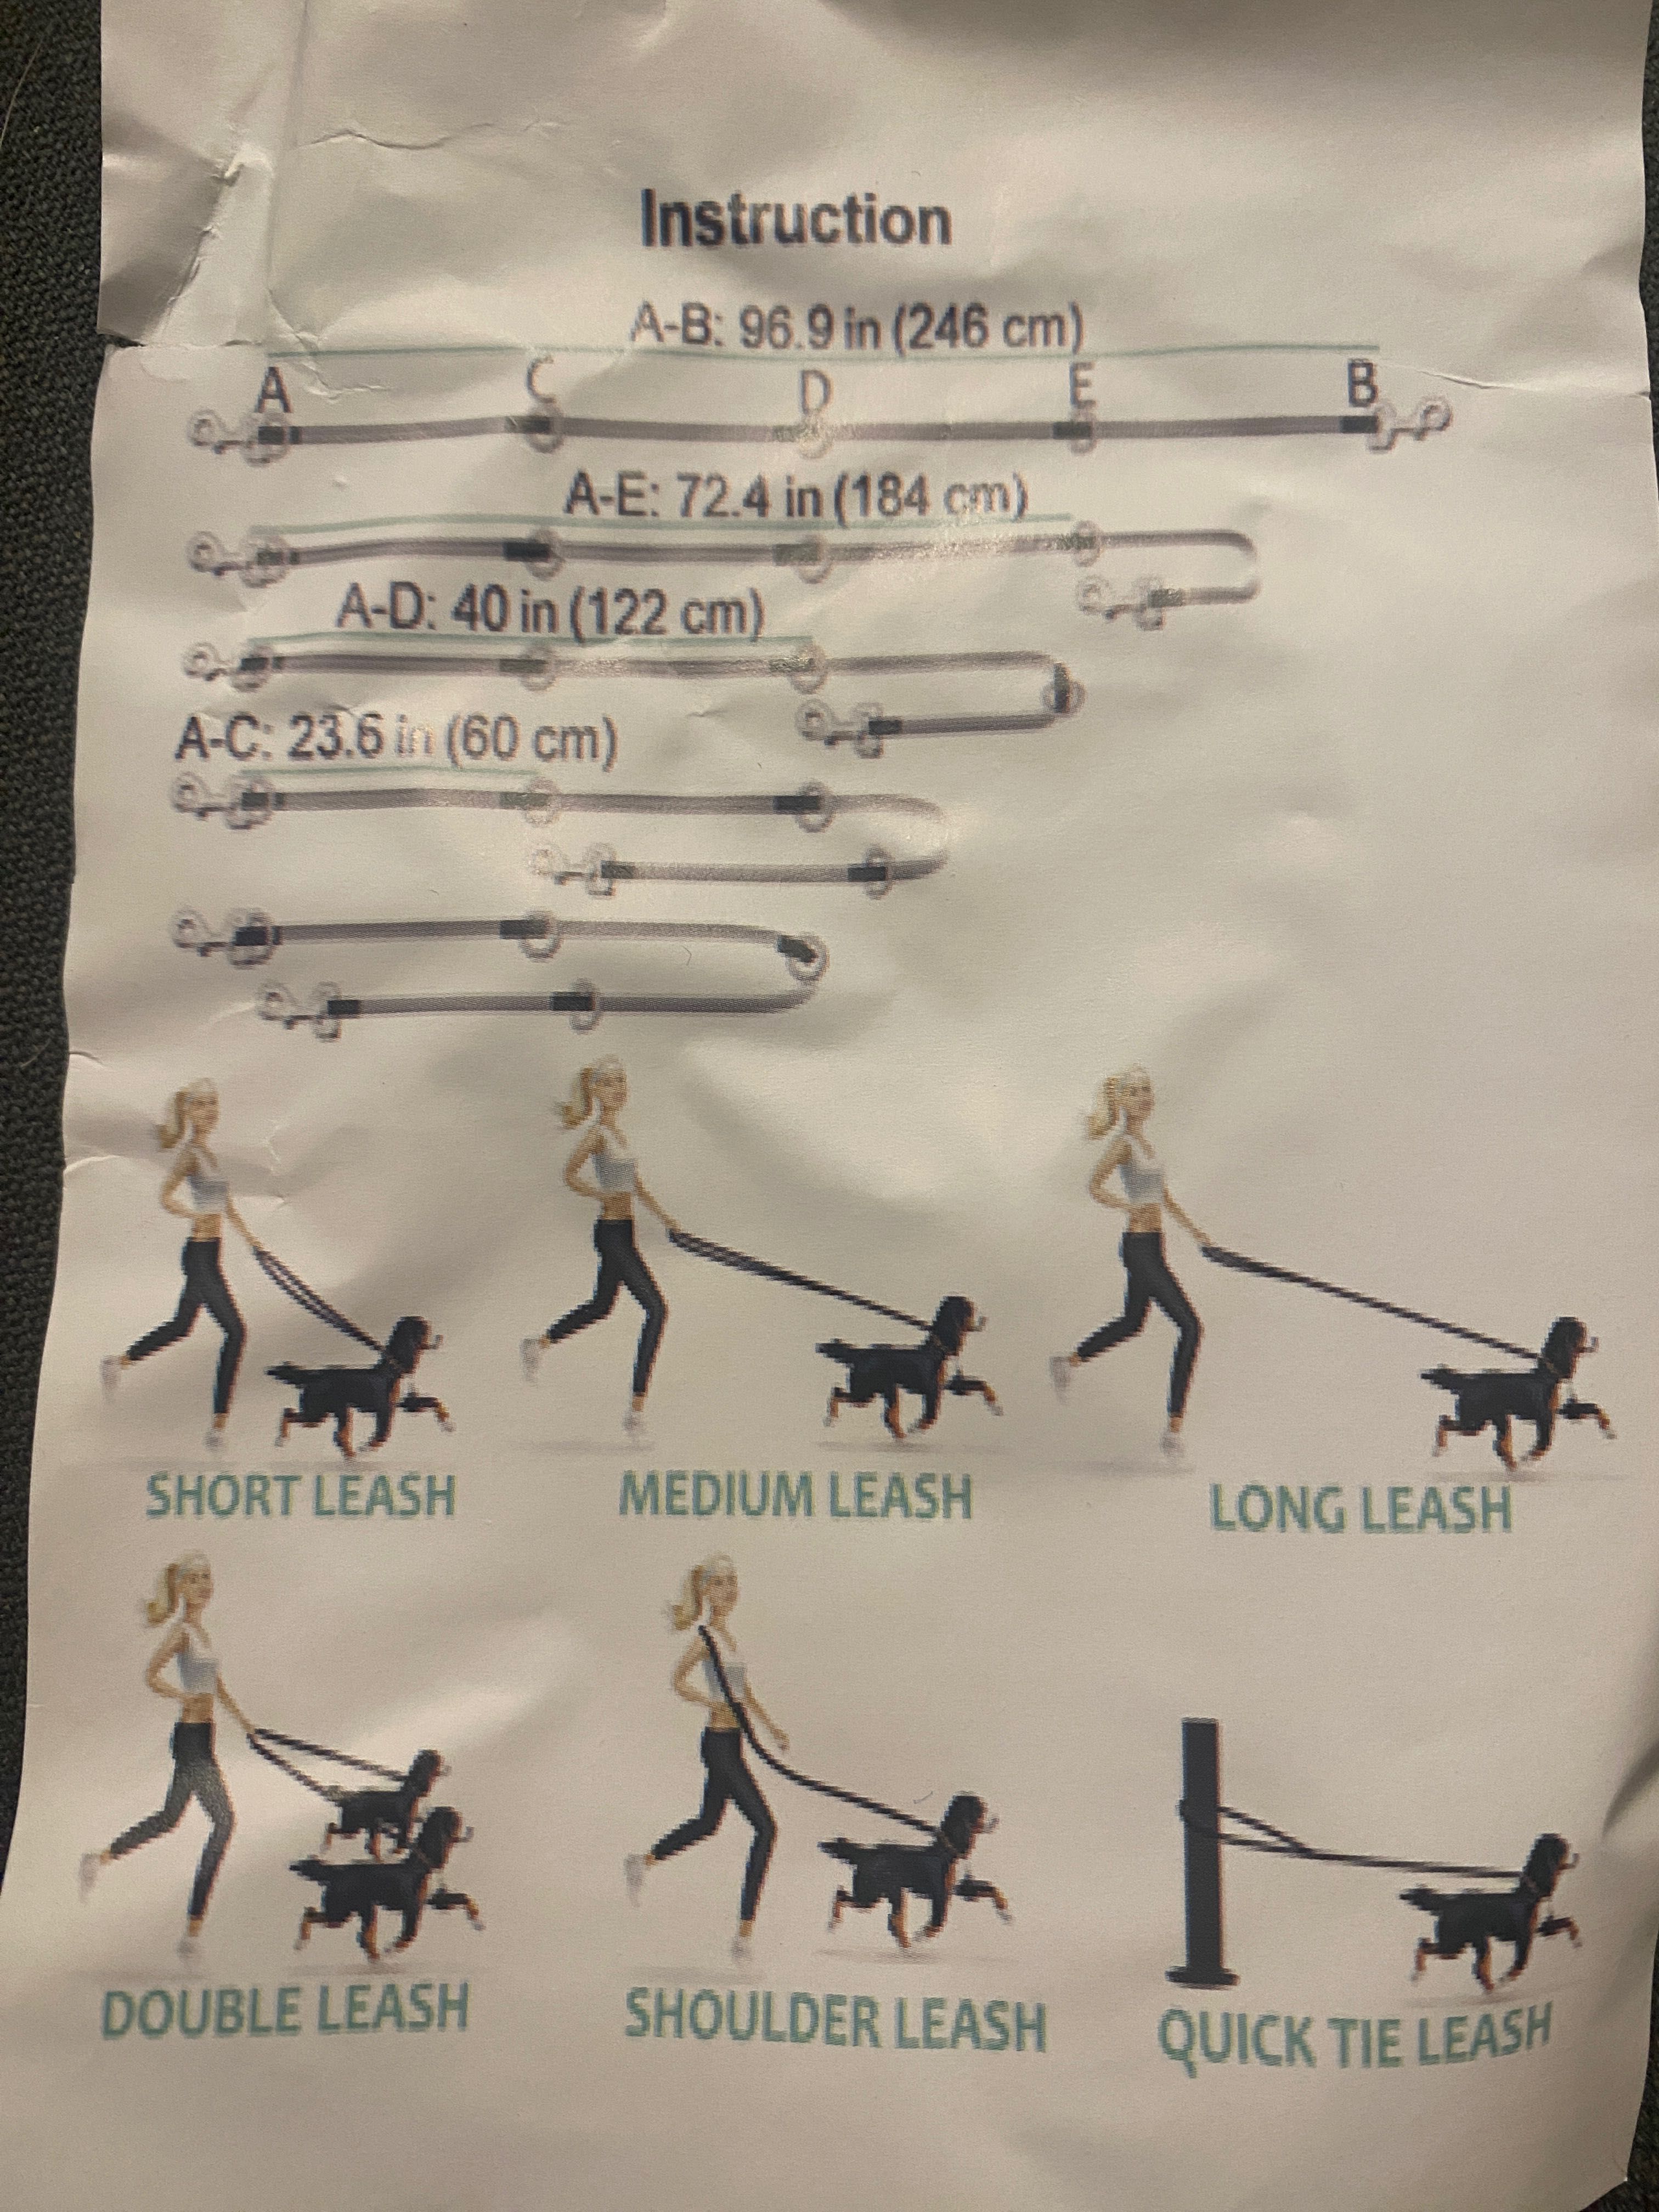 Instruction
A-B: 96.9 in (246 cm)
A C D E B
A-E: 72.4 in (184 cm)
A-D: 40 in (122 cm)
A-C: 23.6 in (60 cm)
SHORT LEASH MEDIUM LEASH LONG LEASH
DOUBLE LEASH SHOULDER LEASH QUICK TIE LEASH